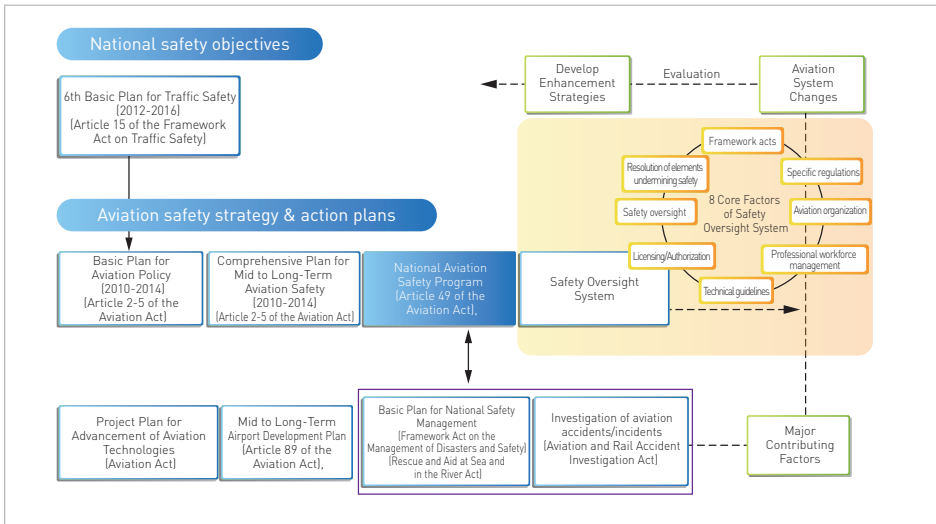 National safety objectives
6th Basic Plan for Traffic Safety
(2012-2016)
(Article 15 of the Framework
Act on Traffic Safety)
Develop
Enhancement
Strategies
Evaluation
Aviation
System
Changes
Framework acts
Resolution of elements
undermining safety
Specific regulations
Safety oversight
8 Core Factors
of Safety
Oversight System
Aviation organization
Licensing/Authorization
Professional workforce
management
Technical guidelines
Aviation safety strategy & action plans
Basic Plan for
Aviation Policy
(2010-2014)
(Article 2-5 of the
Aviation Act)
Comprehensive Plan for
Mid to Long-Term
Aviation Safety
(2010-2014)
(Article 2-5 of the Aviation Act)
National Aviation
Safety Program
(Article 49 of the
Aviation Act),
Safety Oversight
System
Project Plan for
Advancement of Aviation
Technologies
(Aviation Act)
Mid to Long-Term
Airport Development Plan
(Article 89 of the
Aviation Act),
Basic Plan for National Safety
Management
(Framework Act on the
Management of Disasters and Safety)
(Rescue and Aid at Sea and
in the River Act)
Investigation of aviation
accidents/incidents
(Aviation and Rail Accident
Investigation Act)
Major
Contributing
Factors